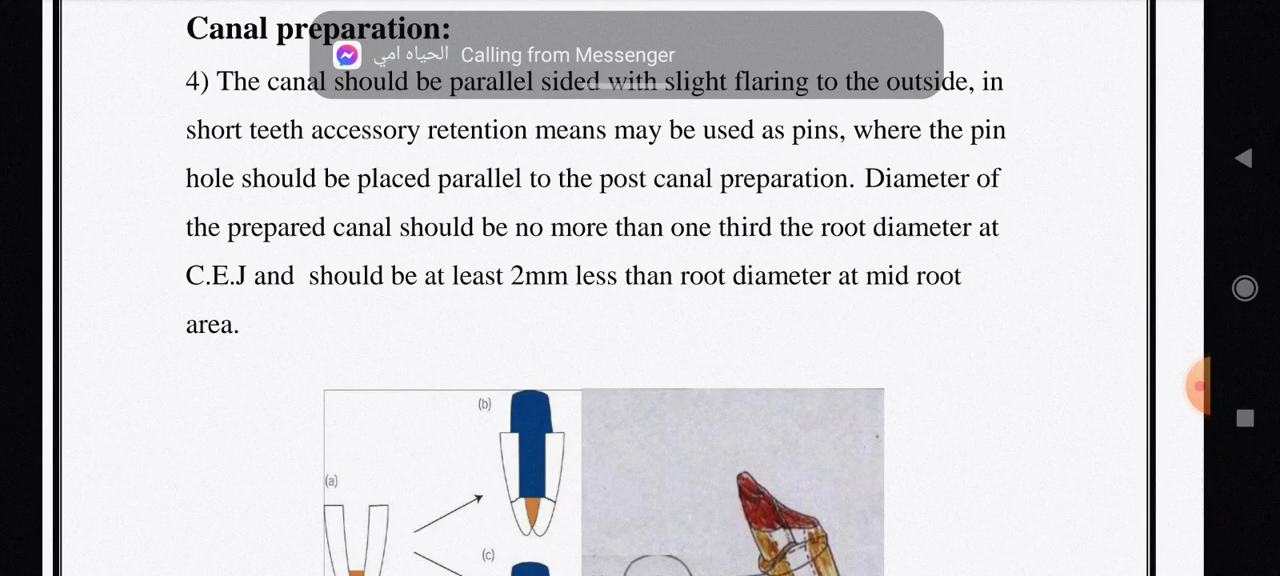 Canal preparation:
الحياه امي Calling from Messenger
4) The canal should be parallel sided with slight flaring to the outside, in
short teeth accessory retention means may be used as pins, where the pin
hole should be placed parallel to the post canal preparation. Diameter of
the prepared canal should be no more than one third the root diameter at
C.E.J and should be at least 2mm less than root diameter at mid root
area.
(b)
(a)
(c)